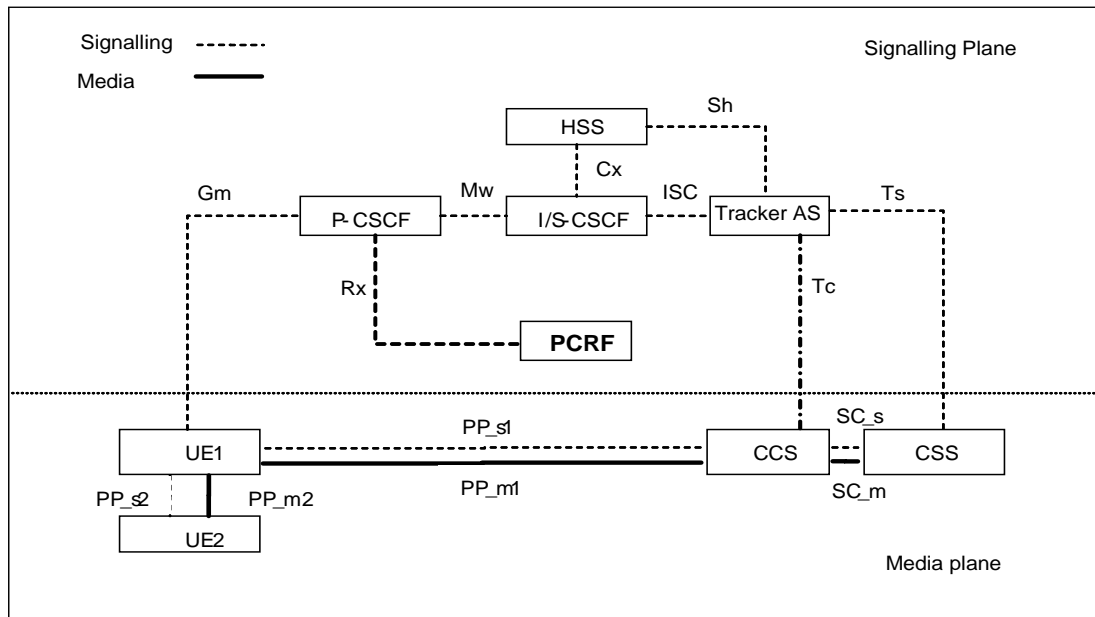 Signalling
Signalling Plane
Media
Sh
HSS
Cx
Gm
Mw
ISC
Ts
P-CSCF
I/S-CSCF
Tracker AS
Rx
Tc
PCRF
PP_s1
SC_s
UE1
CCS
CSS
PP_m1
SC_m
PP_s2
PP_m2
UE2
Media plane